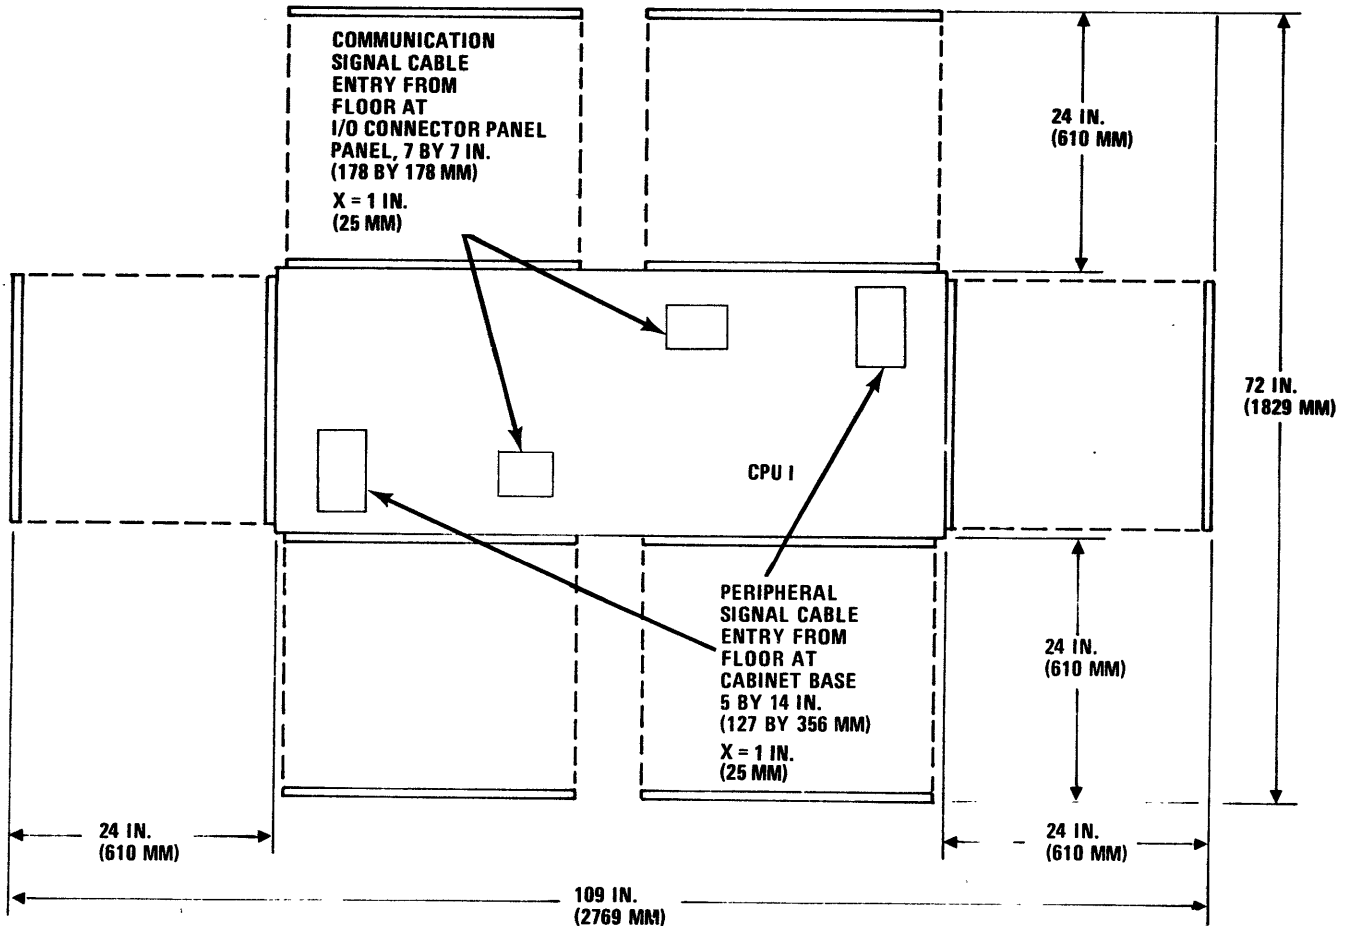 COMMUNICATION
SIGNAL CABLE
ENTRY FROM
FLOOR AT
I/O CONNECTOR PANEL
PANEL, 7 BY 7 IN.
(178 BY 178 MM)
X = 1 IN.
(25 MM)
24 IN.
(610 MM)
72 IN.
(1829 MM)
CPU I
PERIPHERAL
SIGNAL CABLE
ENTRY FROM
FLOOR AT
CABINET BASE
5 BY 14 IN.
(127 BY 356 MM)
X = 1 IN.
(25 MM)
24 IN.
(610 MM)
24 IN.
(610 MM)
24 IN.
(610 MM)
109 IN.
(2769 MM)